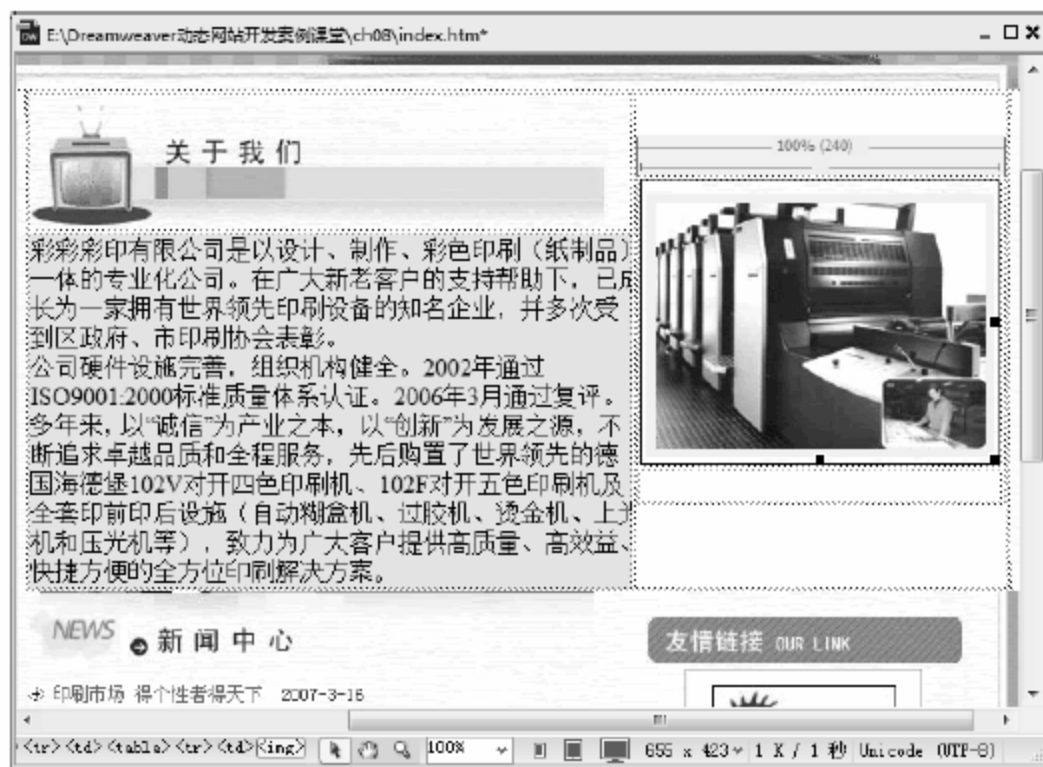 E:\Dreamweaver动态网站开发案例课堂\ch08\index.htm*
关于我们
100% (240)
彩彩彩印有限公司是以设计、制作、彩色印刷（纸制品）
一体的专业化公司。在广大新老客户的支持帮助下，已成
长为一家拥有世界领先印刷设备的知名企业，并多次受
到区政府、市印刷协会表彰。
公司硬件设施完善，组织机构健全。2002年通过
ISO9001:2000标准质量体系认证。2006年3月通过复评。
多年来，以“诚信”为产业之本，以“创新”为发展之源，不
断追求卓越品质和全程服务，先后购置了世界领先的德
国海德堡102V对开四色印刷机、102F对开五色印刷机及
全套印前印后设施（自动糊盒机、过胶机、烫金机、上光
机和压光机等），致力为广大客户提供高质量、高效益、
快捷方便的全方位印刷解决方案。
NEWS 新闻中心
友情链接 OUR LINK
印刷市场 得个性者得天下 2007-3-16
<tr><td><table><tr><td><img> 100% 655 x 423 1 K / 1 秒 Unicode (UTF-8)